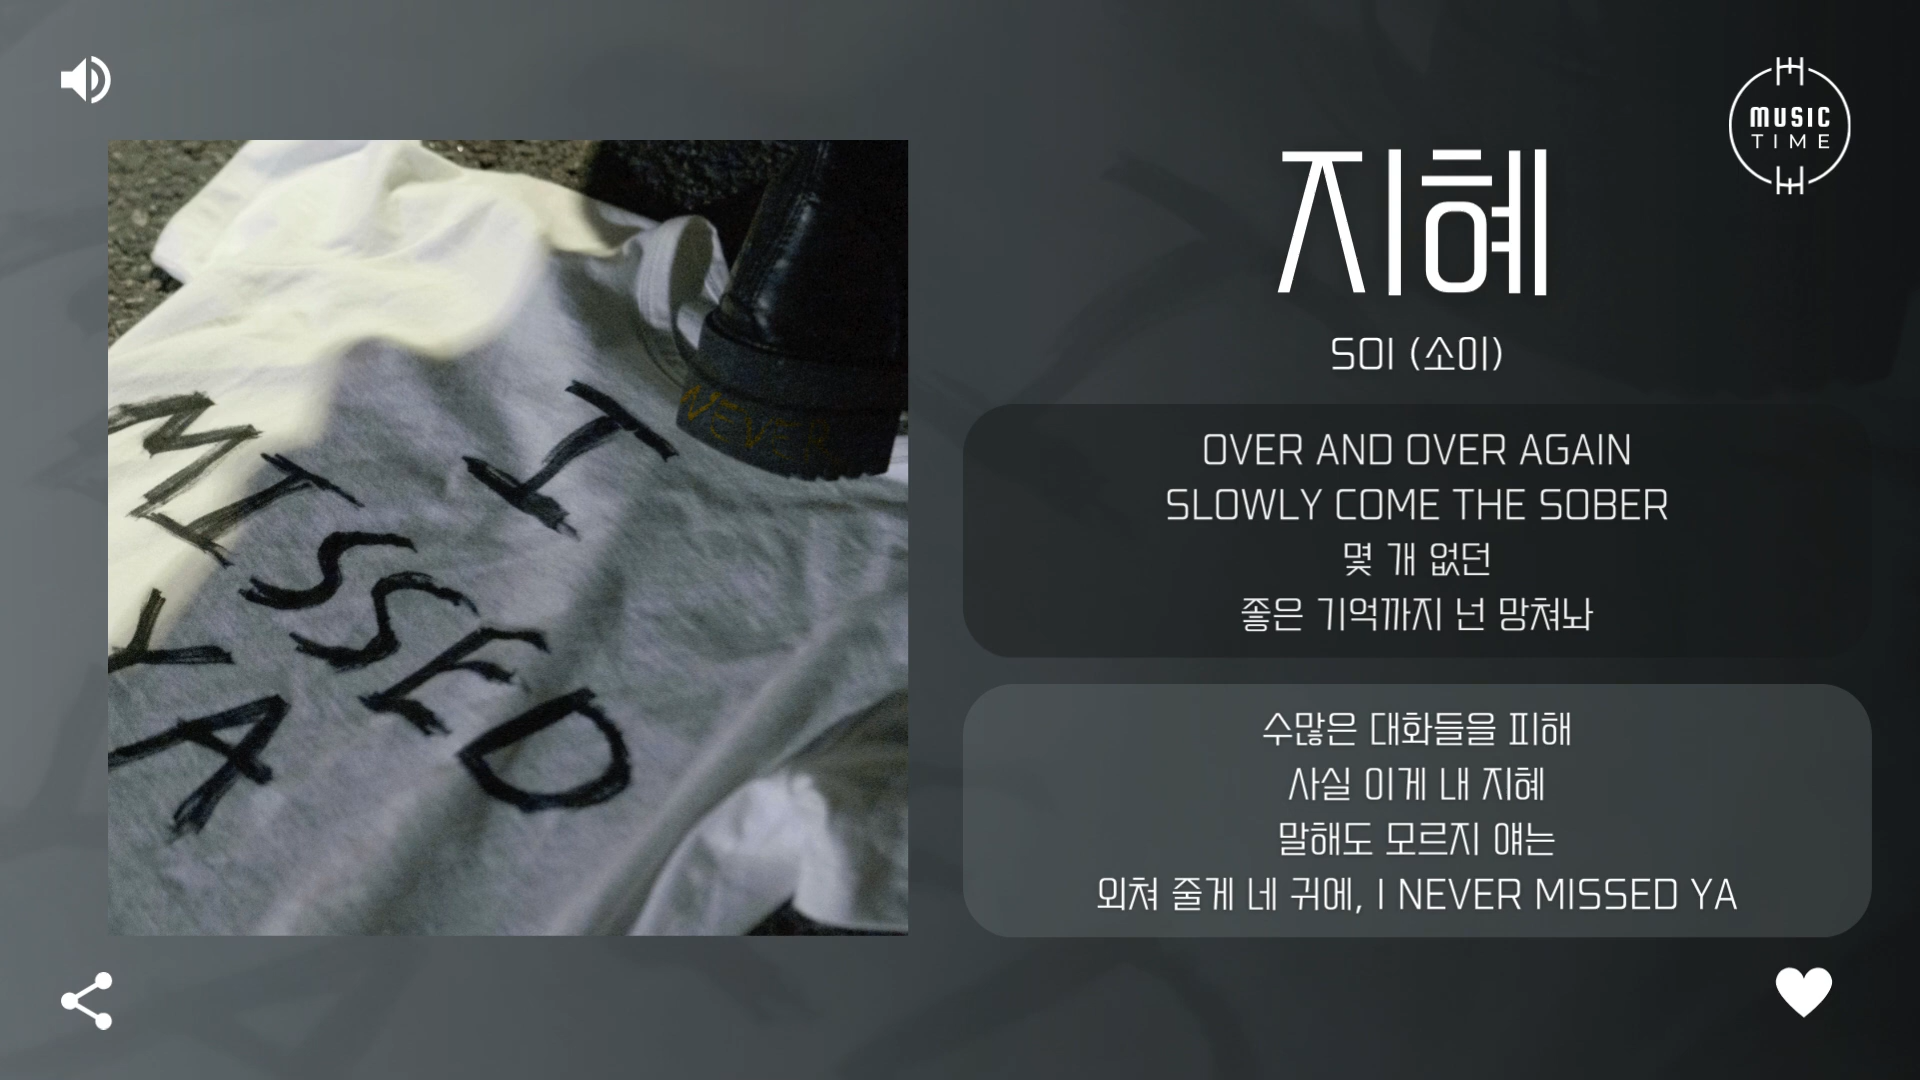 MUSIC
TIME
지혜
SOI (소이)
I
NEVER
MISSED
YA
OVER AND OVER AGAIN
SLOWLY COME THE SOBER
몇 개 없던
좋은 기억까지 넌 망쳐놔
수많은 대화들을 피해
사실 이게 내 지혜
말해도 모르지 얘는
외쳐 줄게 네 귀에, I NEVER MISSED YA